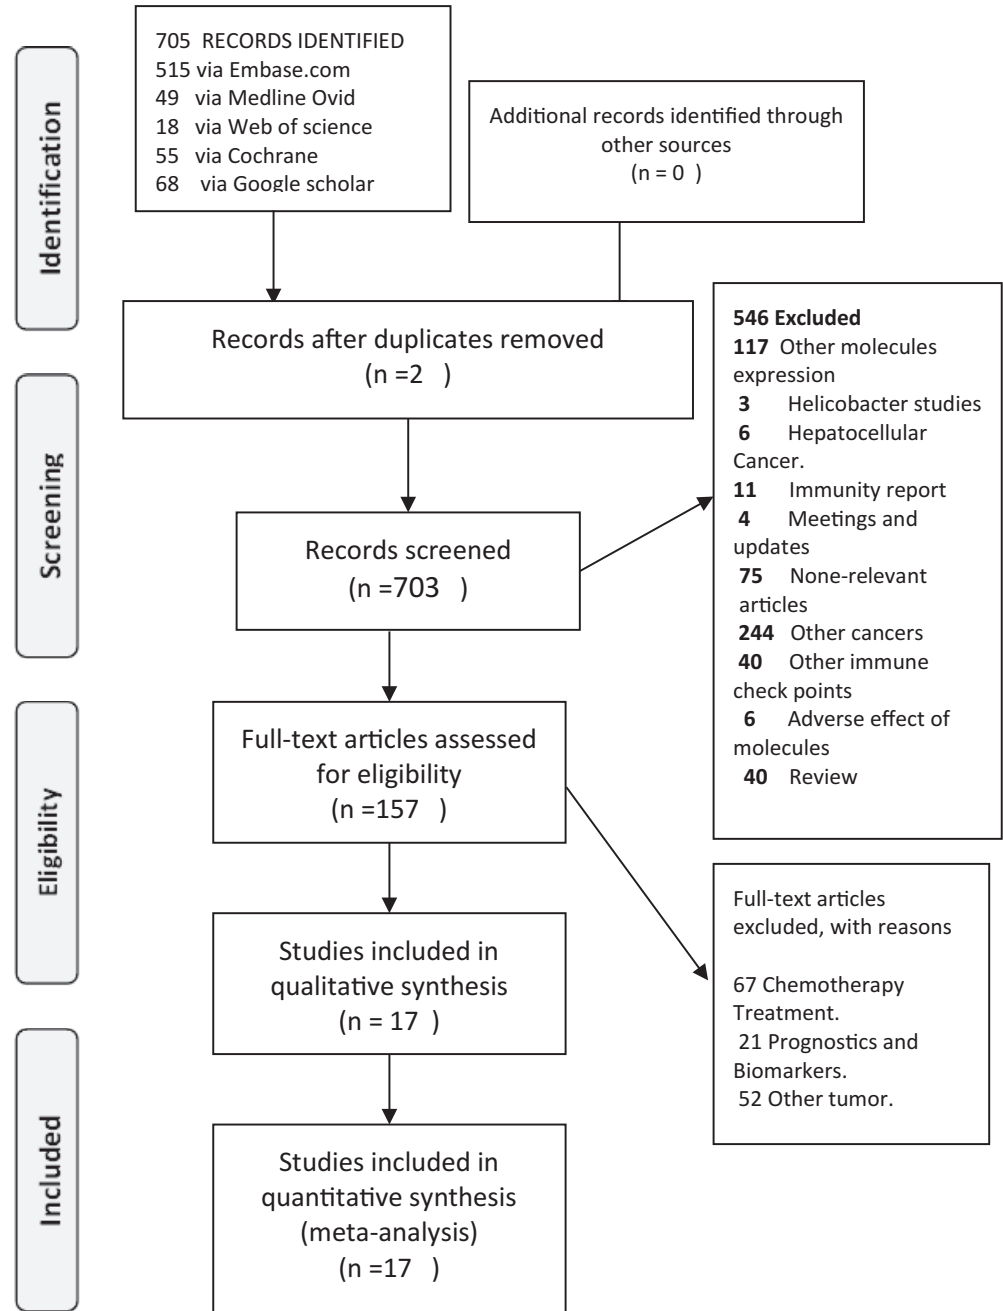 705 RECORDS IDENTIFIED
515 via Embase.com
49 via Medline Ovid
18 via Web of science
55 via Cochrane
68 via Google scholar
Additional records identified through
other sources
(n = 0 )
Identification
Records after duplicates removed
(n =2 )
Screening
Records screened
(n =703 )
546 Excluded
117 Other molecules
expression
3 Helicobacter studies
6 Hepatocellular
Cancer.
11 Immunity report
4 Meetings and
updates
75 None-relevant
articles
244 Other cancers
40 Other immune
check points
6 Adverse effect of
molecules
40 Review
Eligibility
Full-text articles assessed
for eligibility
(n =157 )
Full-text articles
excluded, with reasons
67 Chemotherapy
Treatment.
21 Prognostics and
Biomarkers.
52 Other tumor.
Studies included in
qualitative synthesis
(n = 17 )
Included
Studies included in
quantitative synthesis
(meta-analysis)
(n =17 )